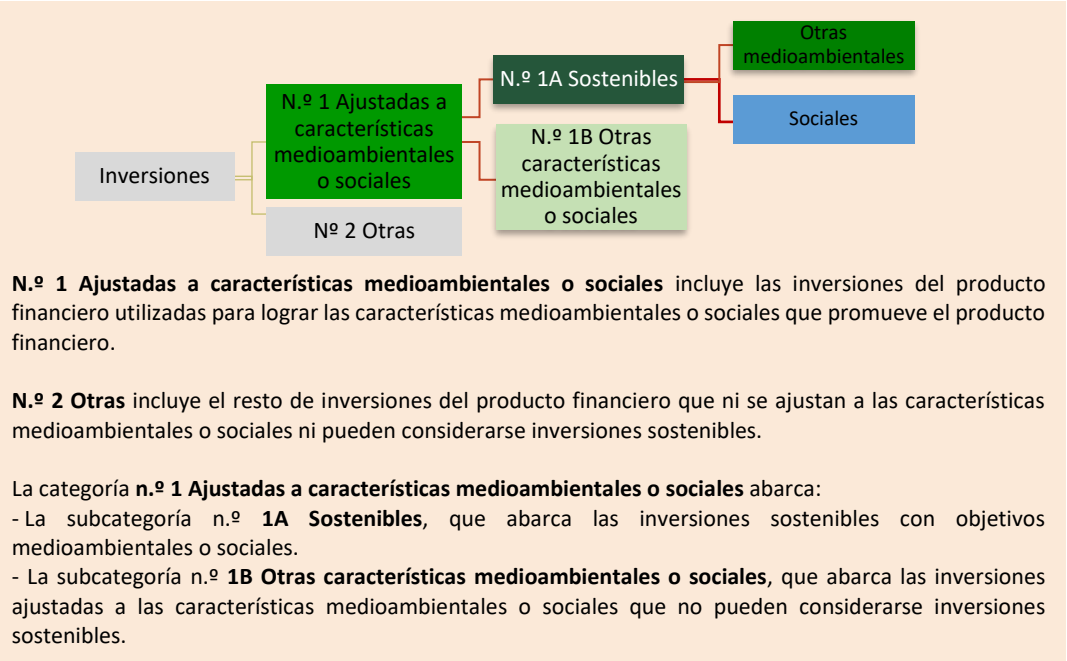 Otras
medioambientales
N.º 1A Sostenibles
N.º 1 Ajustadas a
características
medioambientales
o sociales
Sociales
N.º 1B Otras
características
medioambientales
o sociales
Inversiones
Nº 2 Otras
N.º 1 Ajustadas a características medioambientales o sociales incluye las inversiones del producto
financiero utilizadas para lograr las características medioambientales o sociales que promueve el producto
financiero.
N.º 2 Otras incluye el resto de inversiones del producto financiero que ni se ajustan a las características
medioambientales o sociales ni pueden considerarse inversiones sostenibles.
La categoría n.º 1 Ajustadas a características medioambientales o sociales abarca:
- La subcategoría n.º 1A Sostenibles, que abarca las inversiones sostenibles con objetivos
medioambientales o sociales.
- La subcategoría n.º 1B Otras características medioambientales o sociales, que abarca las inversiones
ajustadas a las características medioambientales o sociales que no pueden considerarse inversiones
sostenibles.